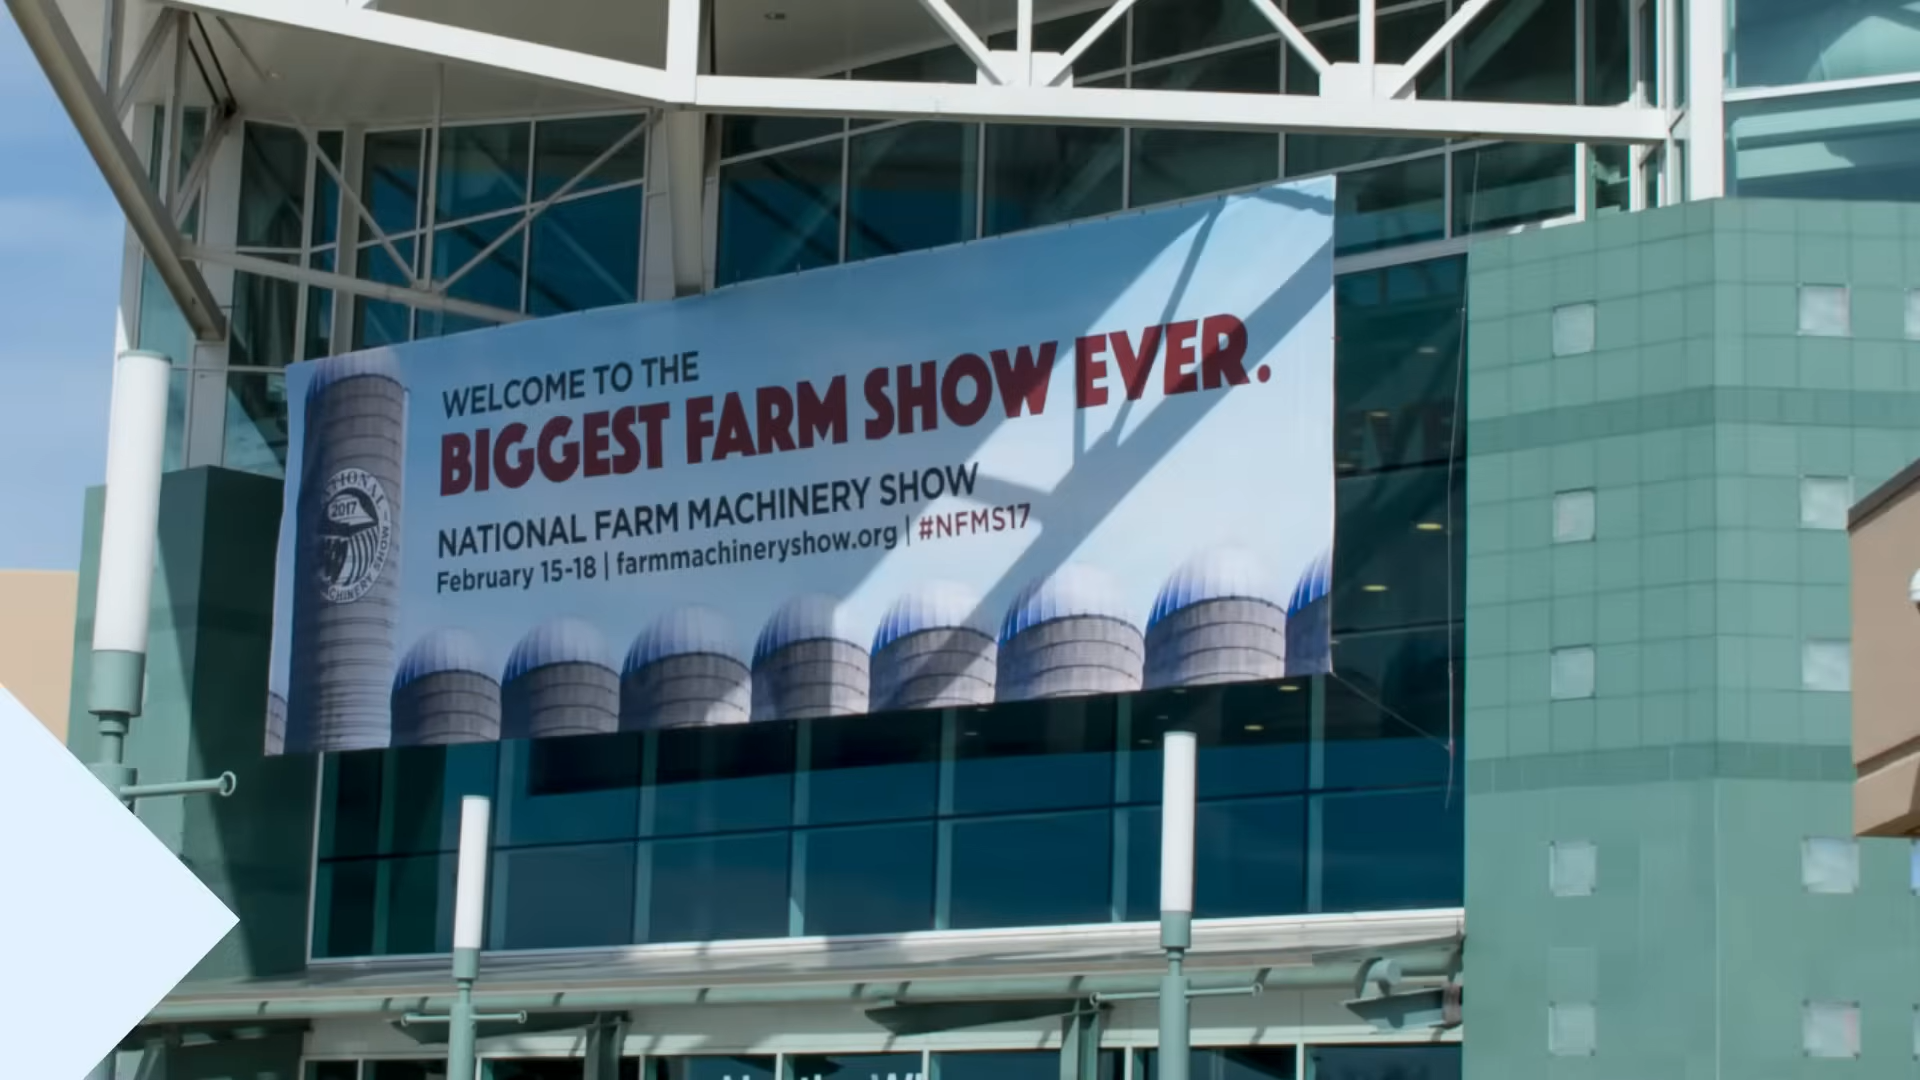 WELCOME TO THE
BIGGEST FARM SHOW EVER.
NATIONAL FARM MACHINERY SHOW
February 15-18 | farmmachineryshow.org | #NFMS17
2017